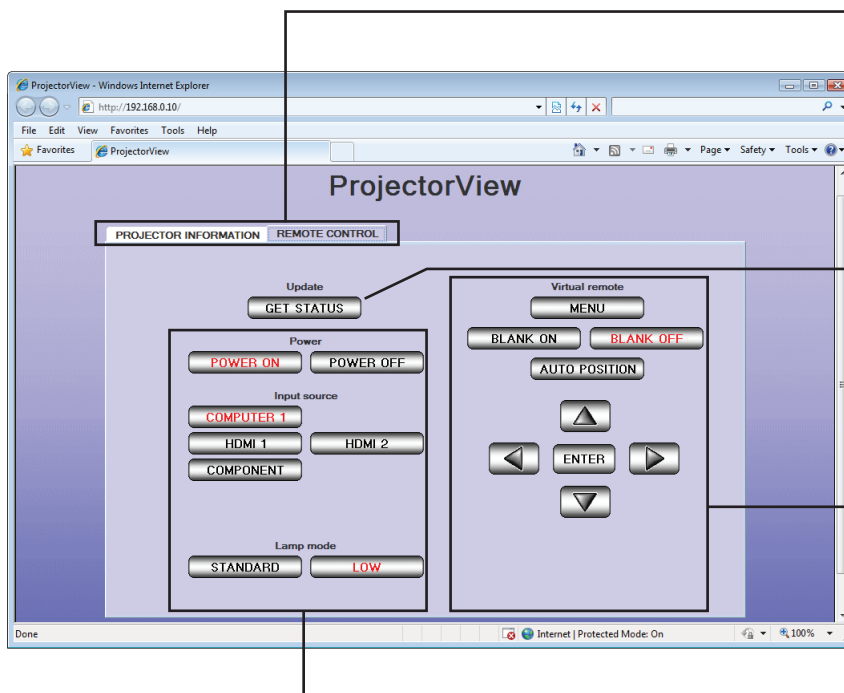 ProjectorView - Windows Internet Explorer
http://192.168.0.10/
File Edit View Favorites Tools Help
Favorites ProjectorView Page Safety Tools
ProjectorView
PROJECTOR INFORMATION REMOTE CONTROL
Update
GET STATUS
Power
POWER ON POWER OFF
Input source
COMPUTER 1
HDMI 1 HDMI 2
COMPONENT
Lamp mode
STANDARD LOW
Virtual remote
MENU
BLANK ON BLANK OFF
AUTO POSITION
ENTER
Done Internet | Protected Mode: On 100%